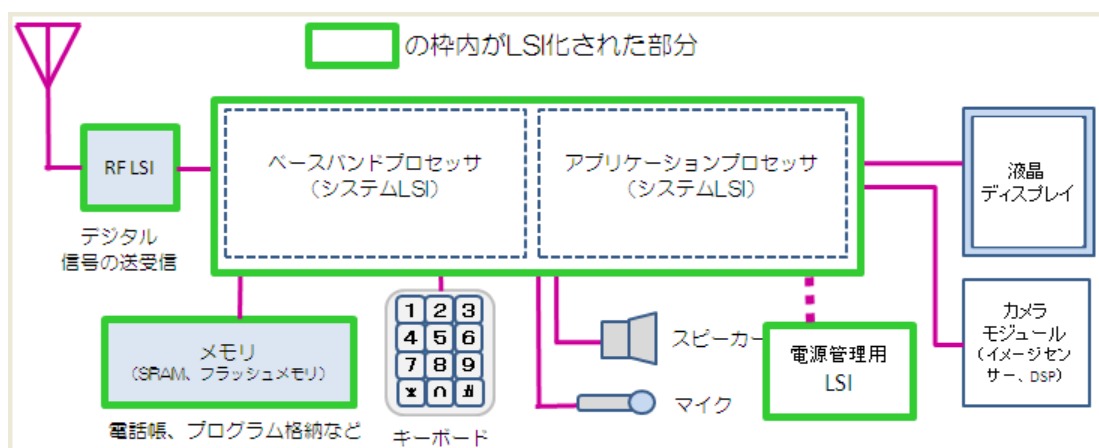 の枠内がLSI化された部分
RF LSI
デジタル
信号の送受信
ベースバンドプロセッサ
(システムLSI)
アプリケーションプロセッサ
(システムLSI)
液晶
ディスプレイ
メモリ
(SRAM、フラッシュメモリ)
電話帳、プログラム格納など
1 2 3
4 5 6
7 8 9
キーボード
スピーカー
マイク
電源管理用
LSI
カメラ
モジュール
(イメージセン
サー、DSP)